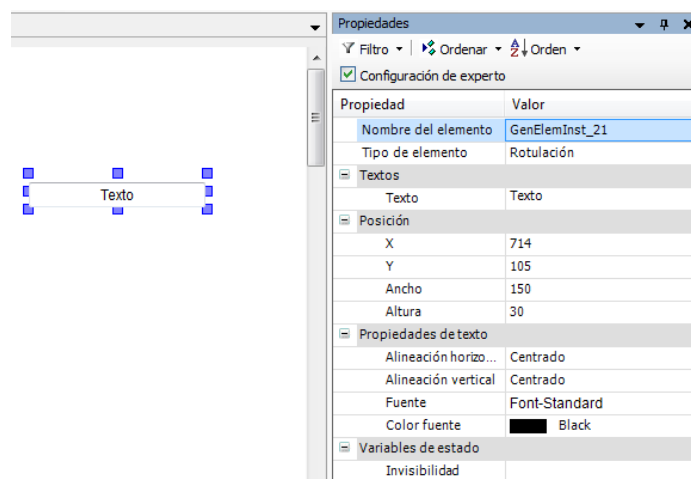 Propiedades
Filtro Ordenar Orden
Configuración de experto
Propiedad Valor
Nombre del elemento GenElemInst_21
Tipo de elemento Rotulación
Textos
Texto Texto
Texto
Posición
X 714
Y 105
Ancho 150
Altura 30
Propiedades de texto
Alineación horizo... Centrado
Alineación vertical Centrado
Fuente Font-Standard
Color fuente Black
Variables de estado
Invisibilidad